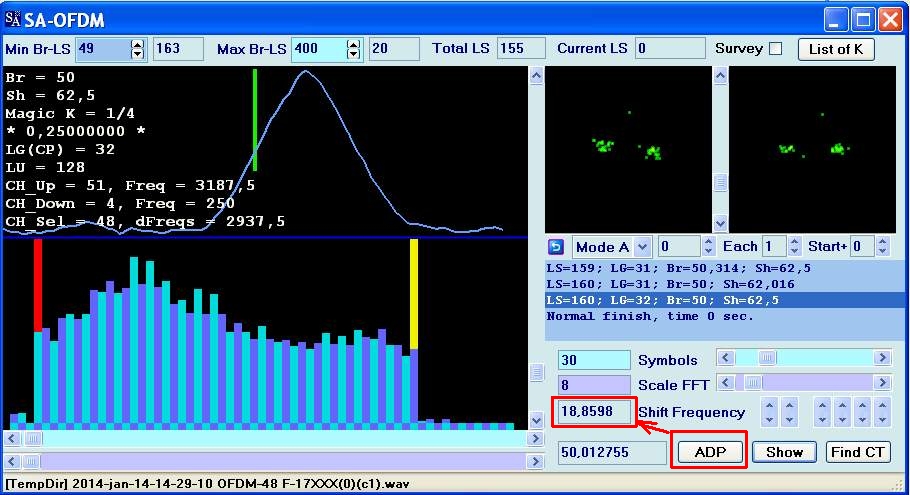 SA-OFDM
Min Br-LS 49 163 Max Br-LS 400 20 Total LS 155 Current LS 0 Survey List of K
Br = 50
Sh = 62,5
Magic K = 1/4
* 0,25000000 *
LG(CP) = 32
LU = 128
CH_Up = 51, Freq = 3187,5
CH_Down = 4, Freq = 250
CH_Sel = 48, dFreqs = 2937,5
Mode A 0 Each 1 Start+ 0
LS=159; LG=31; Br=50,314; Sh=62,5
LS=160; LG=31; Br=50; Sh=62,016
LS=160; LG=32; Br=50; Sh=62,5
Normal finish, time 0 sec.
30 Symbols
8 Scale FFT
18,8598 Shift Frequency
50,012755 ADP Show Find CT
[TempDir] 2014-jan-14-14-29-10 OFDM-48 F-17XXX(0)(c1).wav